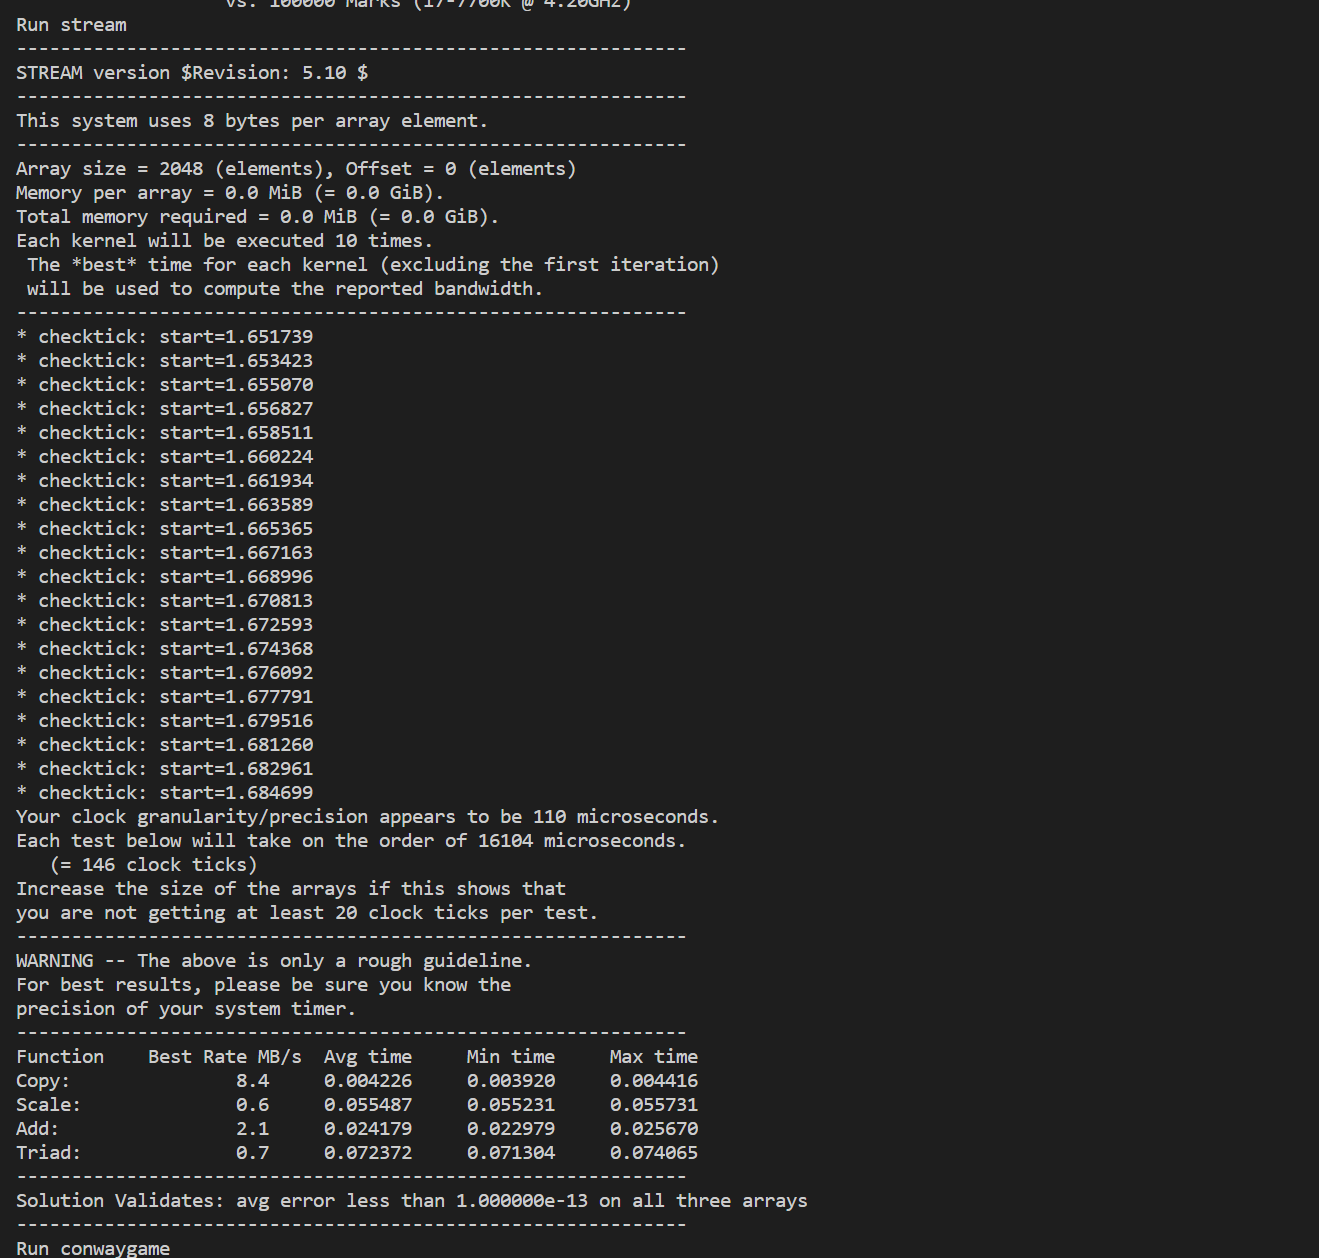 vs. 100000 Marks (i7-7700K @ 4.20GHz)
Run stream
-------------------------------------------------------------
STREAM version $Revision: 5.10 $
-------------------------------------------------------------
This system uses 8 bytes per array element.
-------------------------------------------------------------
Array size = 2048 (elements), Offset = 0 (elements)
Memory per array = 0.0 MiB (= 0.0 GiB).
Total memory required = 0.0 MiB (= 0.0 GiB).
Each kernel will be executed 10 times.
 The *best* time for each kernel (excluding the first iteration)
 will be used to compute the reported bandwidth.
-------------------------------------------------------------
* checktick: start=1.651739
* checktick: start=1.653423
* checktick: start=1.655070
* checktick: start=1.656827
* checktick: start=1.658511
* checktick: start=1.660224
* checktick: start=1.661934
* checktick: start=1.663589
* checktick: start=1.665365
* checktick: start=1.667163
* checktick: start=1.668996
* checktick: start=1.670813
* checktick: start=1.672593
* checktick: start=1.674368
* checktick: start=1.676092
* checktick: start=1.677791
* checktick: start=1.679516
* checktick: start=1.681260
* checktick: start=1.682961
* checktick: start=1.684699
Your clock granularity/precision appears to be 110 microseconds.
Each test below will take on the order of 16104 microseconds.
   (= 146 clock ticks)
Increase the size of the arrays if this shows that
you are not getting at least 20 clock ticks per test.
-------------------------------------------------------------
WARNING -- The above is only a rough guideline.
For best results, please be sure you know the
precision of your system timer.
-------------------------------------------------------------
Function    Best Rate MB/s  Avg time     Min time     Max time
Copy:               8.4     0.004226     0.003920     0.004416
Scale:              0.6     0.055487     0.055231     0.055731
Add:                2.1     0.024179     0.022979     0.025670
Triad:              0.7     0.072372     0.071304     0.074065
-------------------------------------------------------------
Solution Validates: avg error less than 1.000000e-13 on all three arrays
-------------------------------------------------------------
Run conwaygame